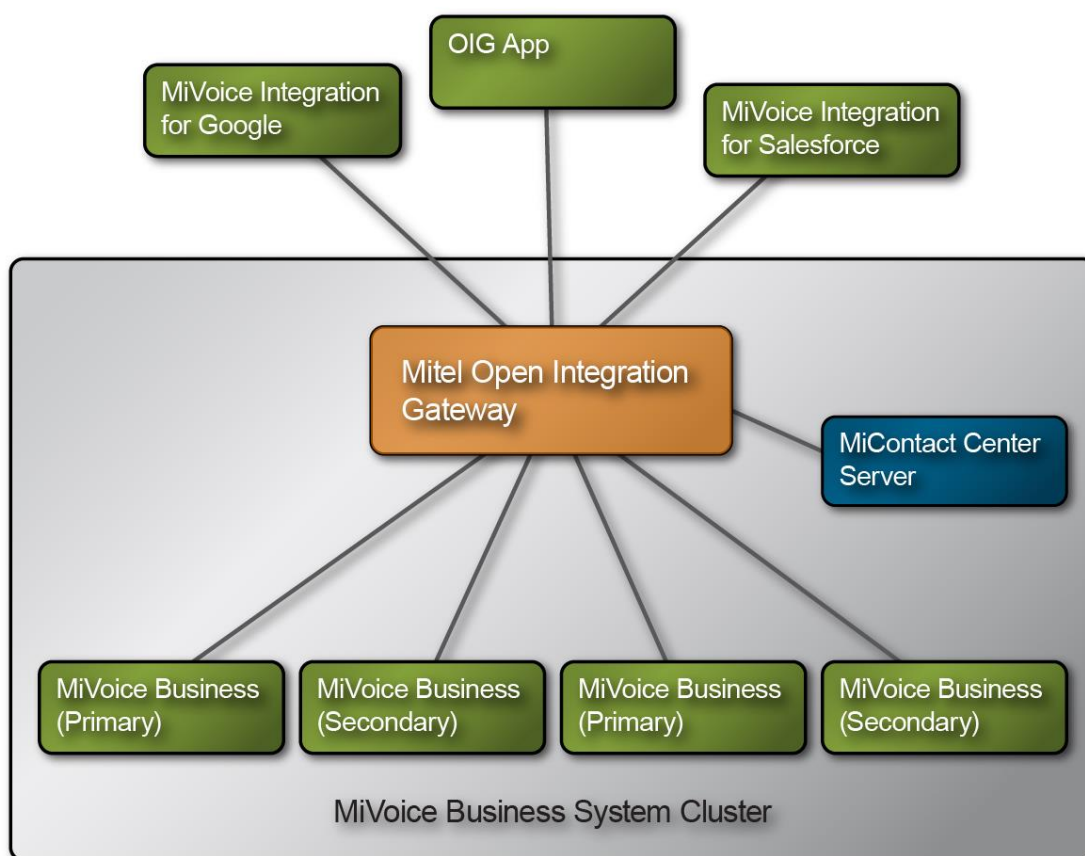 OIG App
MiVoice Integration
for Google
MiVoice Integration
for Salesforce
Mitel Open Integration
Gateway
MiContact Center
Server
MiVoice Business
(Primary)
MiVoice Business
(Secondary)
MiVoice Business
(Primary)
MiVoice Business
(Secondary)
MiVoice Business System Cluster